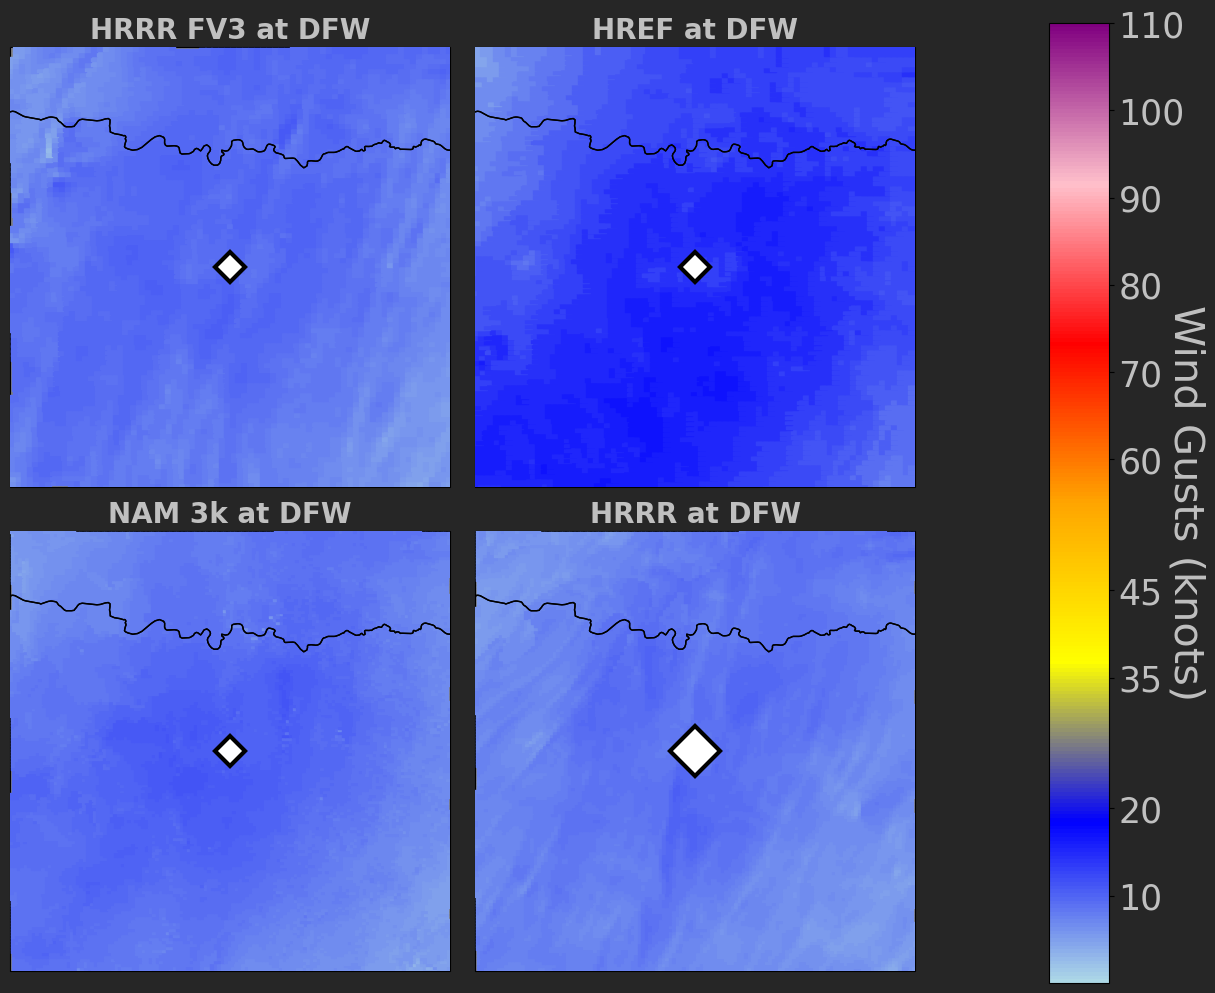 HRRR FV3 at DFW
HREF at DFW
NAM 3k at DFW
HRRR at DFW
110
100
90
80
70
60
45
35
20
10
Wind Gusts (knots)